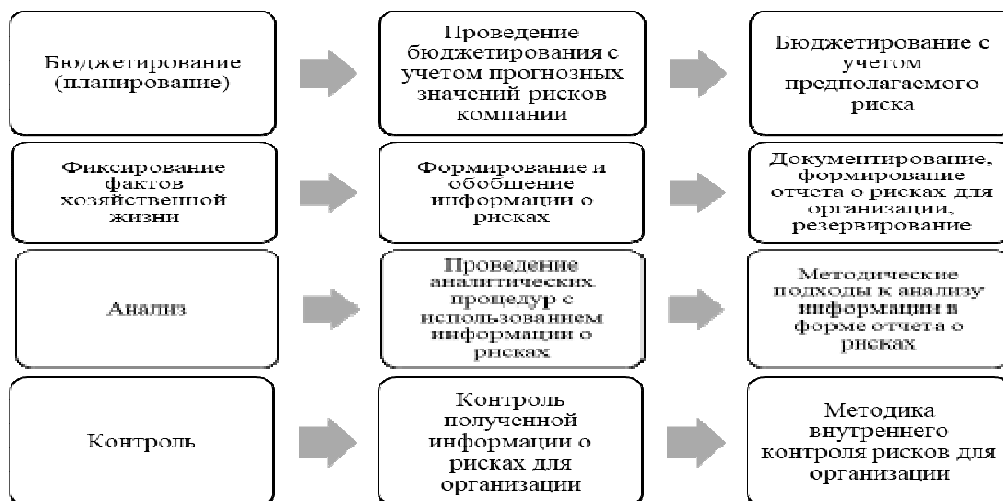 Бюджетирование
(планирование)
Проведение
бюджетирования с
учетом прогнозных
значений рисков
компании
Бюджетирование с
учетом
предполагаемого
риска
Фиксирование
фактов
хозяйственной
жизни
Формирование и
обобщение
информации о
рисках
Документирование,
формирование
отчета о рисках для
организации,
резервирование
Анализ
Проведение
аналитических
процедур с
использованием
информации о
рисках
Методические
подходы к анализу
информации в
форме отчета о
рисках
Контроль
Контроль
полученной
информации о
рисках для
организации
Методика
внутреннего
контроля рисков для
организации